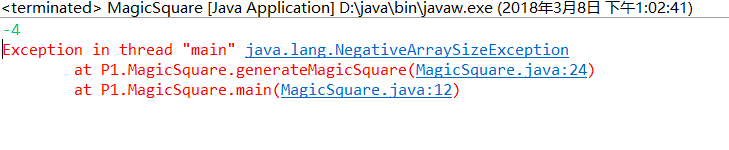 <terminated> MagicSquare [Java Application] D:\java\bin\javaw.exe (2018年3月8日 下午1:02:41)
-4
Exception in thread "main" java.lang.NegativeArraySizeException
at P1.MagicSquare.generateMagicSquare(MagicSquare.java:24)
at P1.MagicSquare.main(MagicSquare.java:12)